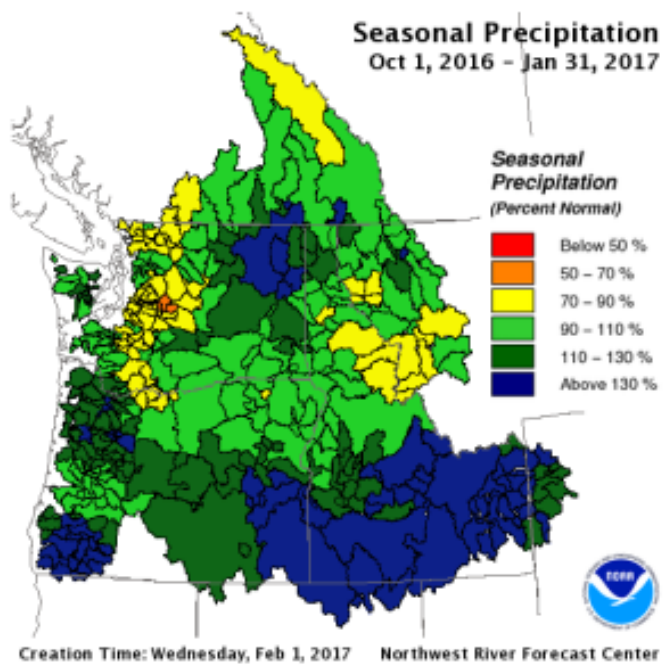 Seasonal Precipitation
Oct 1, 2016 – Jan 31, 2017
Seasonal
Precipitation
(Percent Normal)
Below 50 %
50 – 70 %
70 – 90 %
90 – 110 %
110 – 130 %
Above 130 %
NOAA
Creation Time: Wednesday, Feb 1, 2017 Northwest River Forecast Center